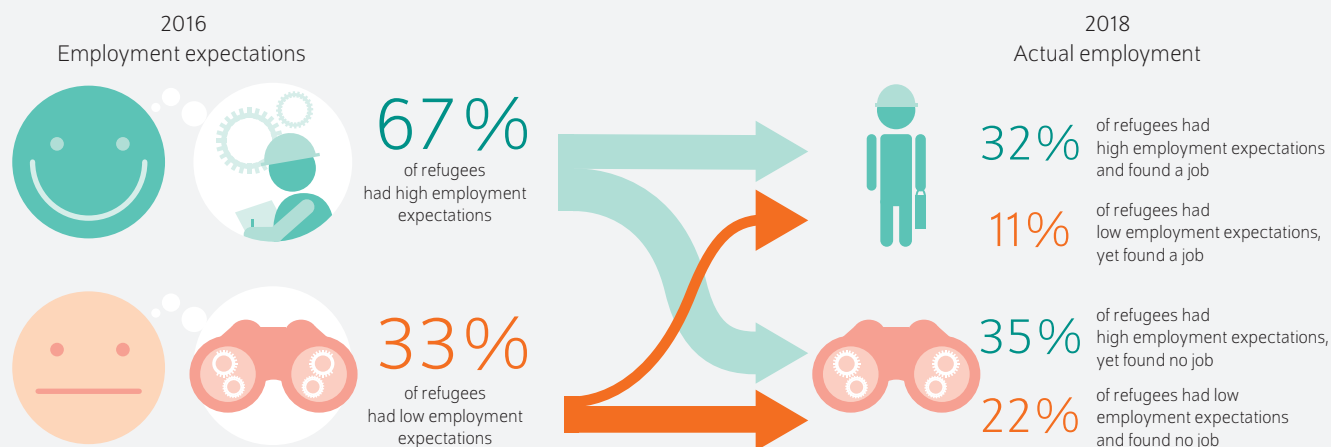 2016
Employment expectations
67%
of refugees
had high employment
expectations
33%
of refugees
had low employment
expectations
2018
Actual employment
32%
of refugees had
high employment expectations
and found a job
11%
of refugees had
low employment expectations,
yet found a job
35%
of refugees had
high employment expectations,
yet found no job
22%
of refugees had low
employment expectations
and found no job